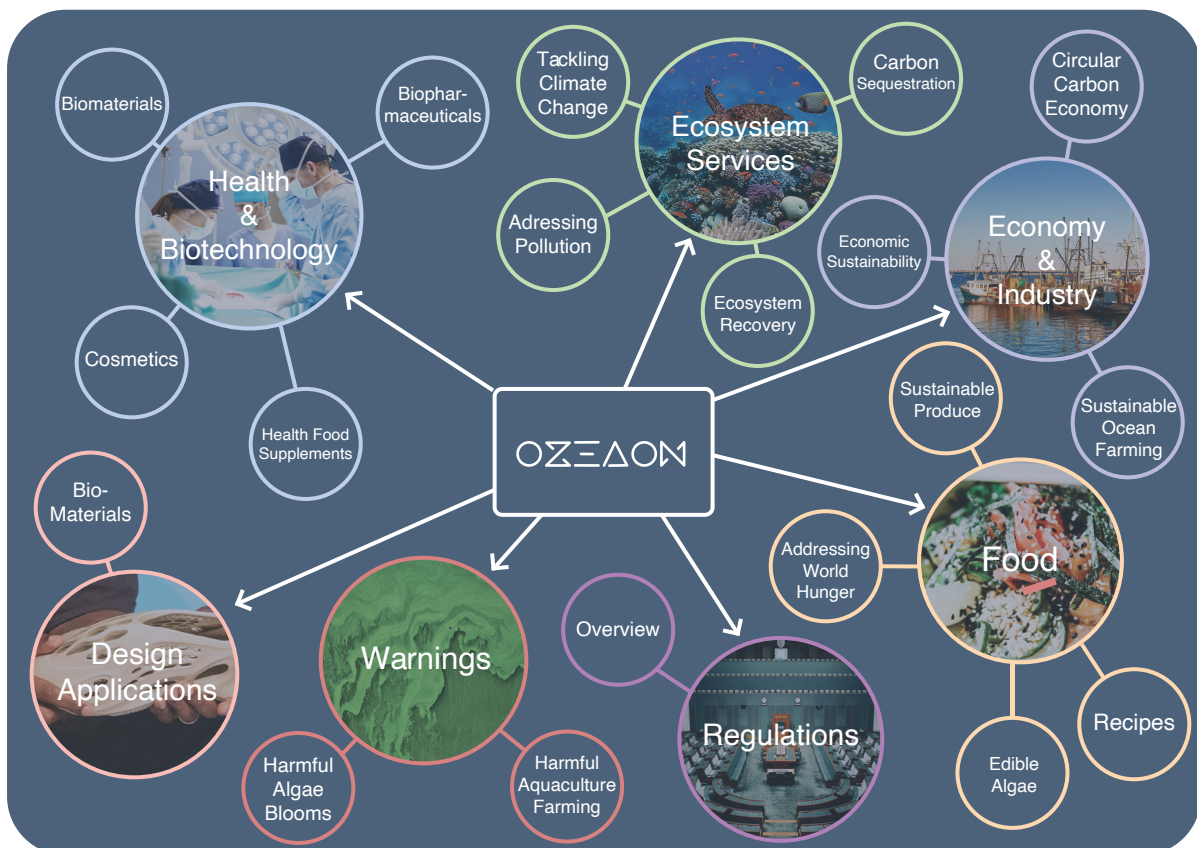 Tackling
Climate
Change
Carbon
Sequestration
Circular
Carbon
Economy
Biomaterials
Biophar-
maceuticals
Ecosystem
Services
Health
&
Biotechnology
Adressing
Pollution
Economic
Sustainability
Economy
&
Industry
Ecosystem
Recovery
Cosmetics
Health Food
Supplements
Sustainable
Produce
Sustainable
Ocean
Farming
Bio-
Materials
Addressing
World
Hunger
Food
Design
Applications
Warnings
Overview
Regulations
Recipes
Harmful
Algae
Blooms
Harmful
Aquaculture
Farming
Edible
Algae